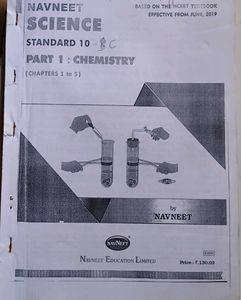 NAVNEET
BASED ON THE NCERT TEXTBOOK
EFFECTIVE FROM JUNE, 2019
SCIENCE
STANDARD 10
PART 1 : CHEMISTRY
(CHAPTERS 1 to 5)
by
NAVNEET
NAVNEET
NAVNEET EDUCATION LIMITED
Price : ₹ 130.00